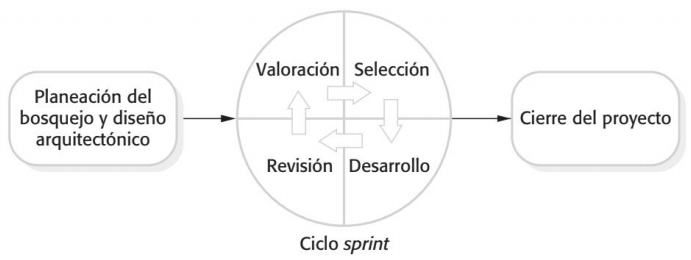 Planeación del
bosquejo y diseño
arquitectónico
Valoración
Selección
Revisión
Desarrollo
Ciclo sprint
Cierre del proyecto